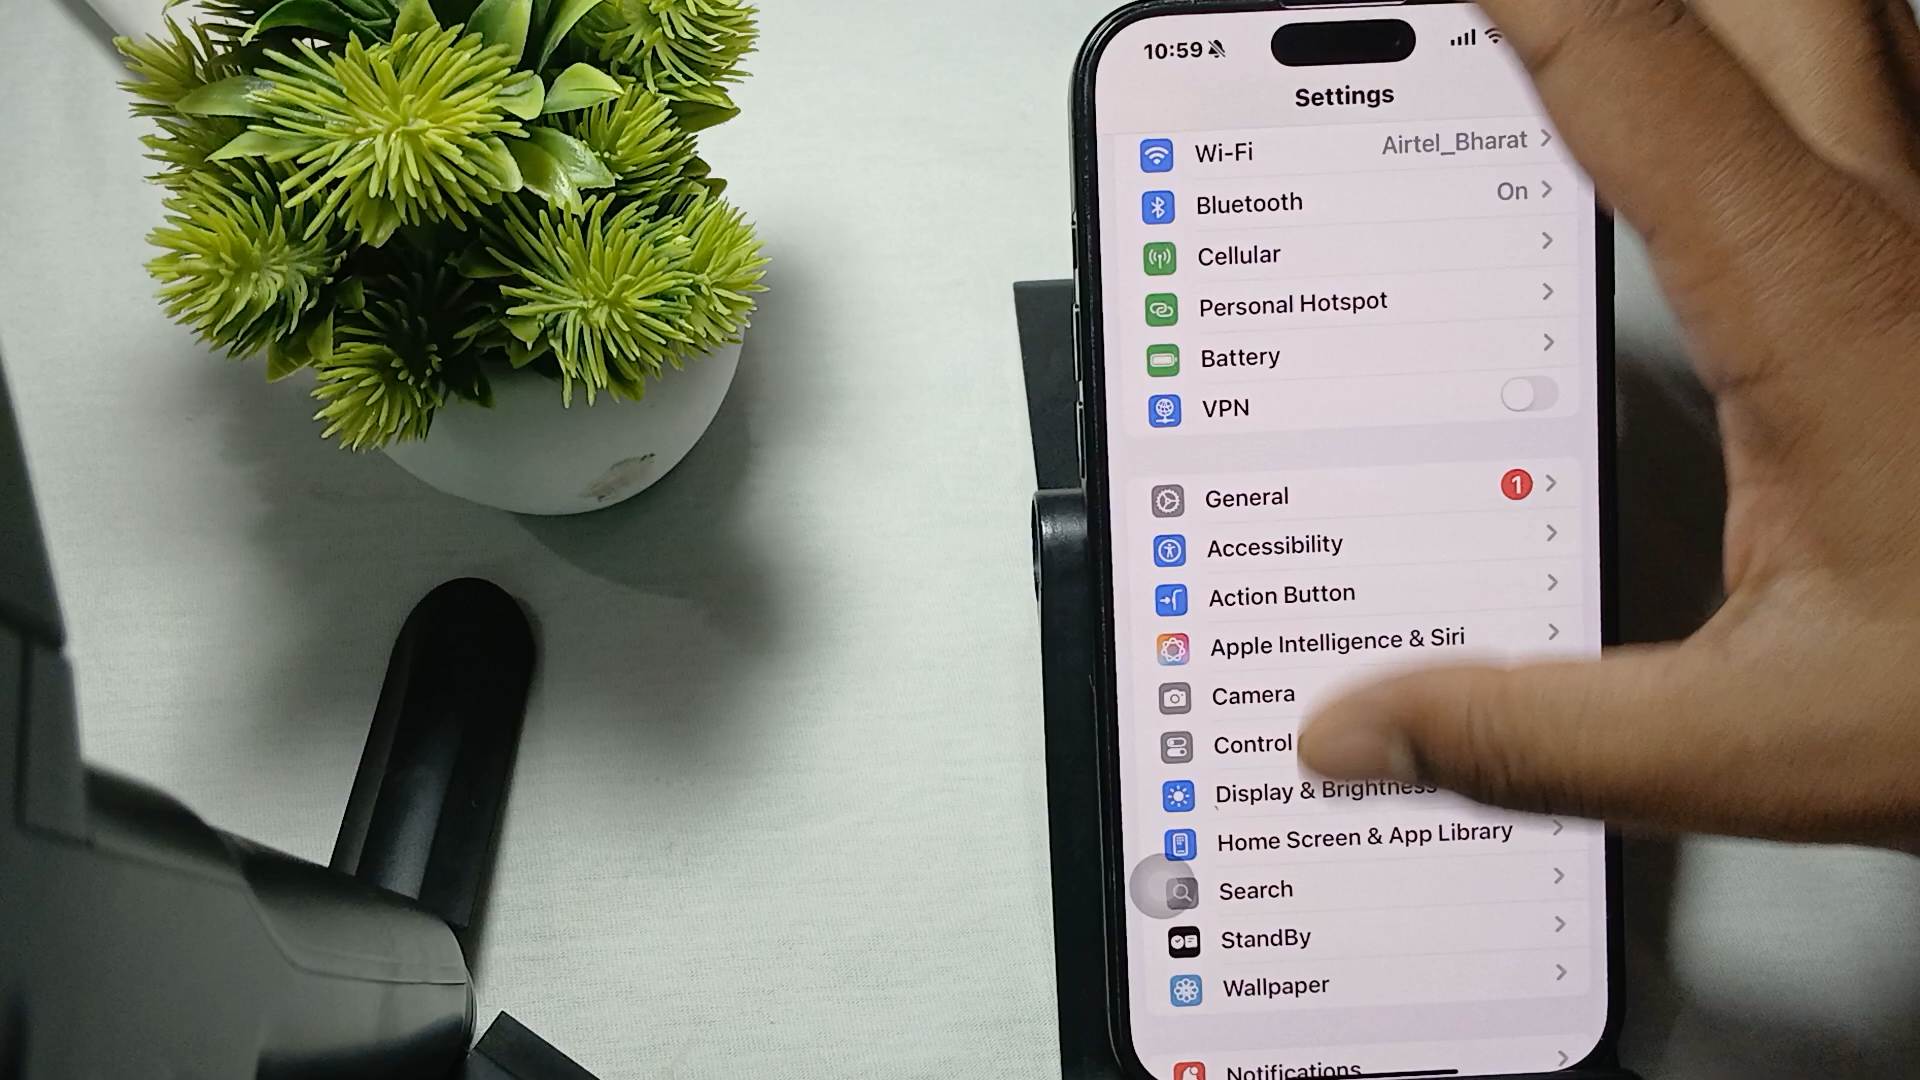 10:59
Settings
Wi-Fi Airtel_Bharat
Bluetooth On
Cellular
Personal Hotspot
Battery
VPN
General 1
Accessibility
Action Button
Apple Intelligence & Siri
Camera
Control
Display & Brightness
Home Screen & App Library
Search
StandBy
Wallpaper
Notifications